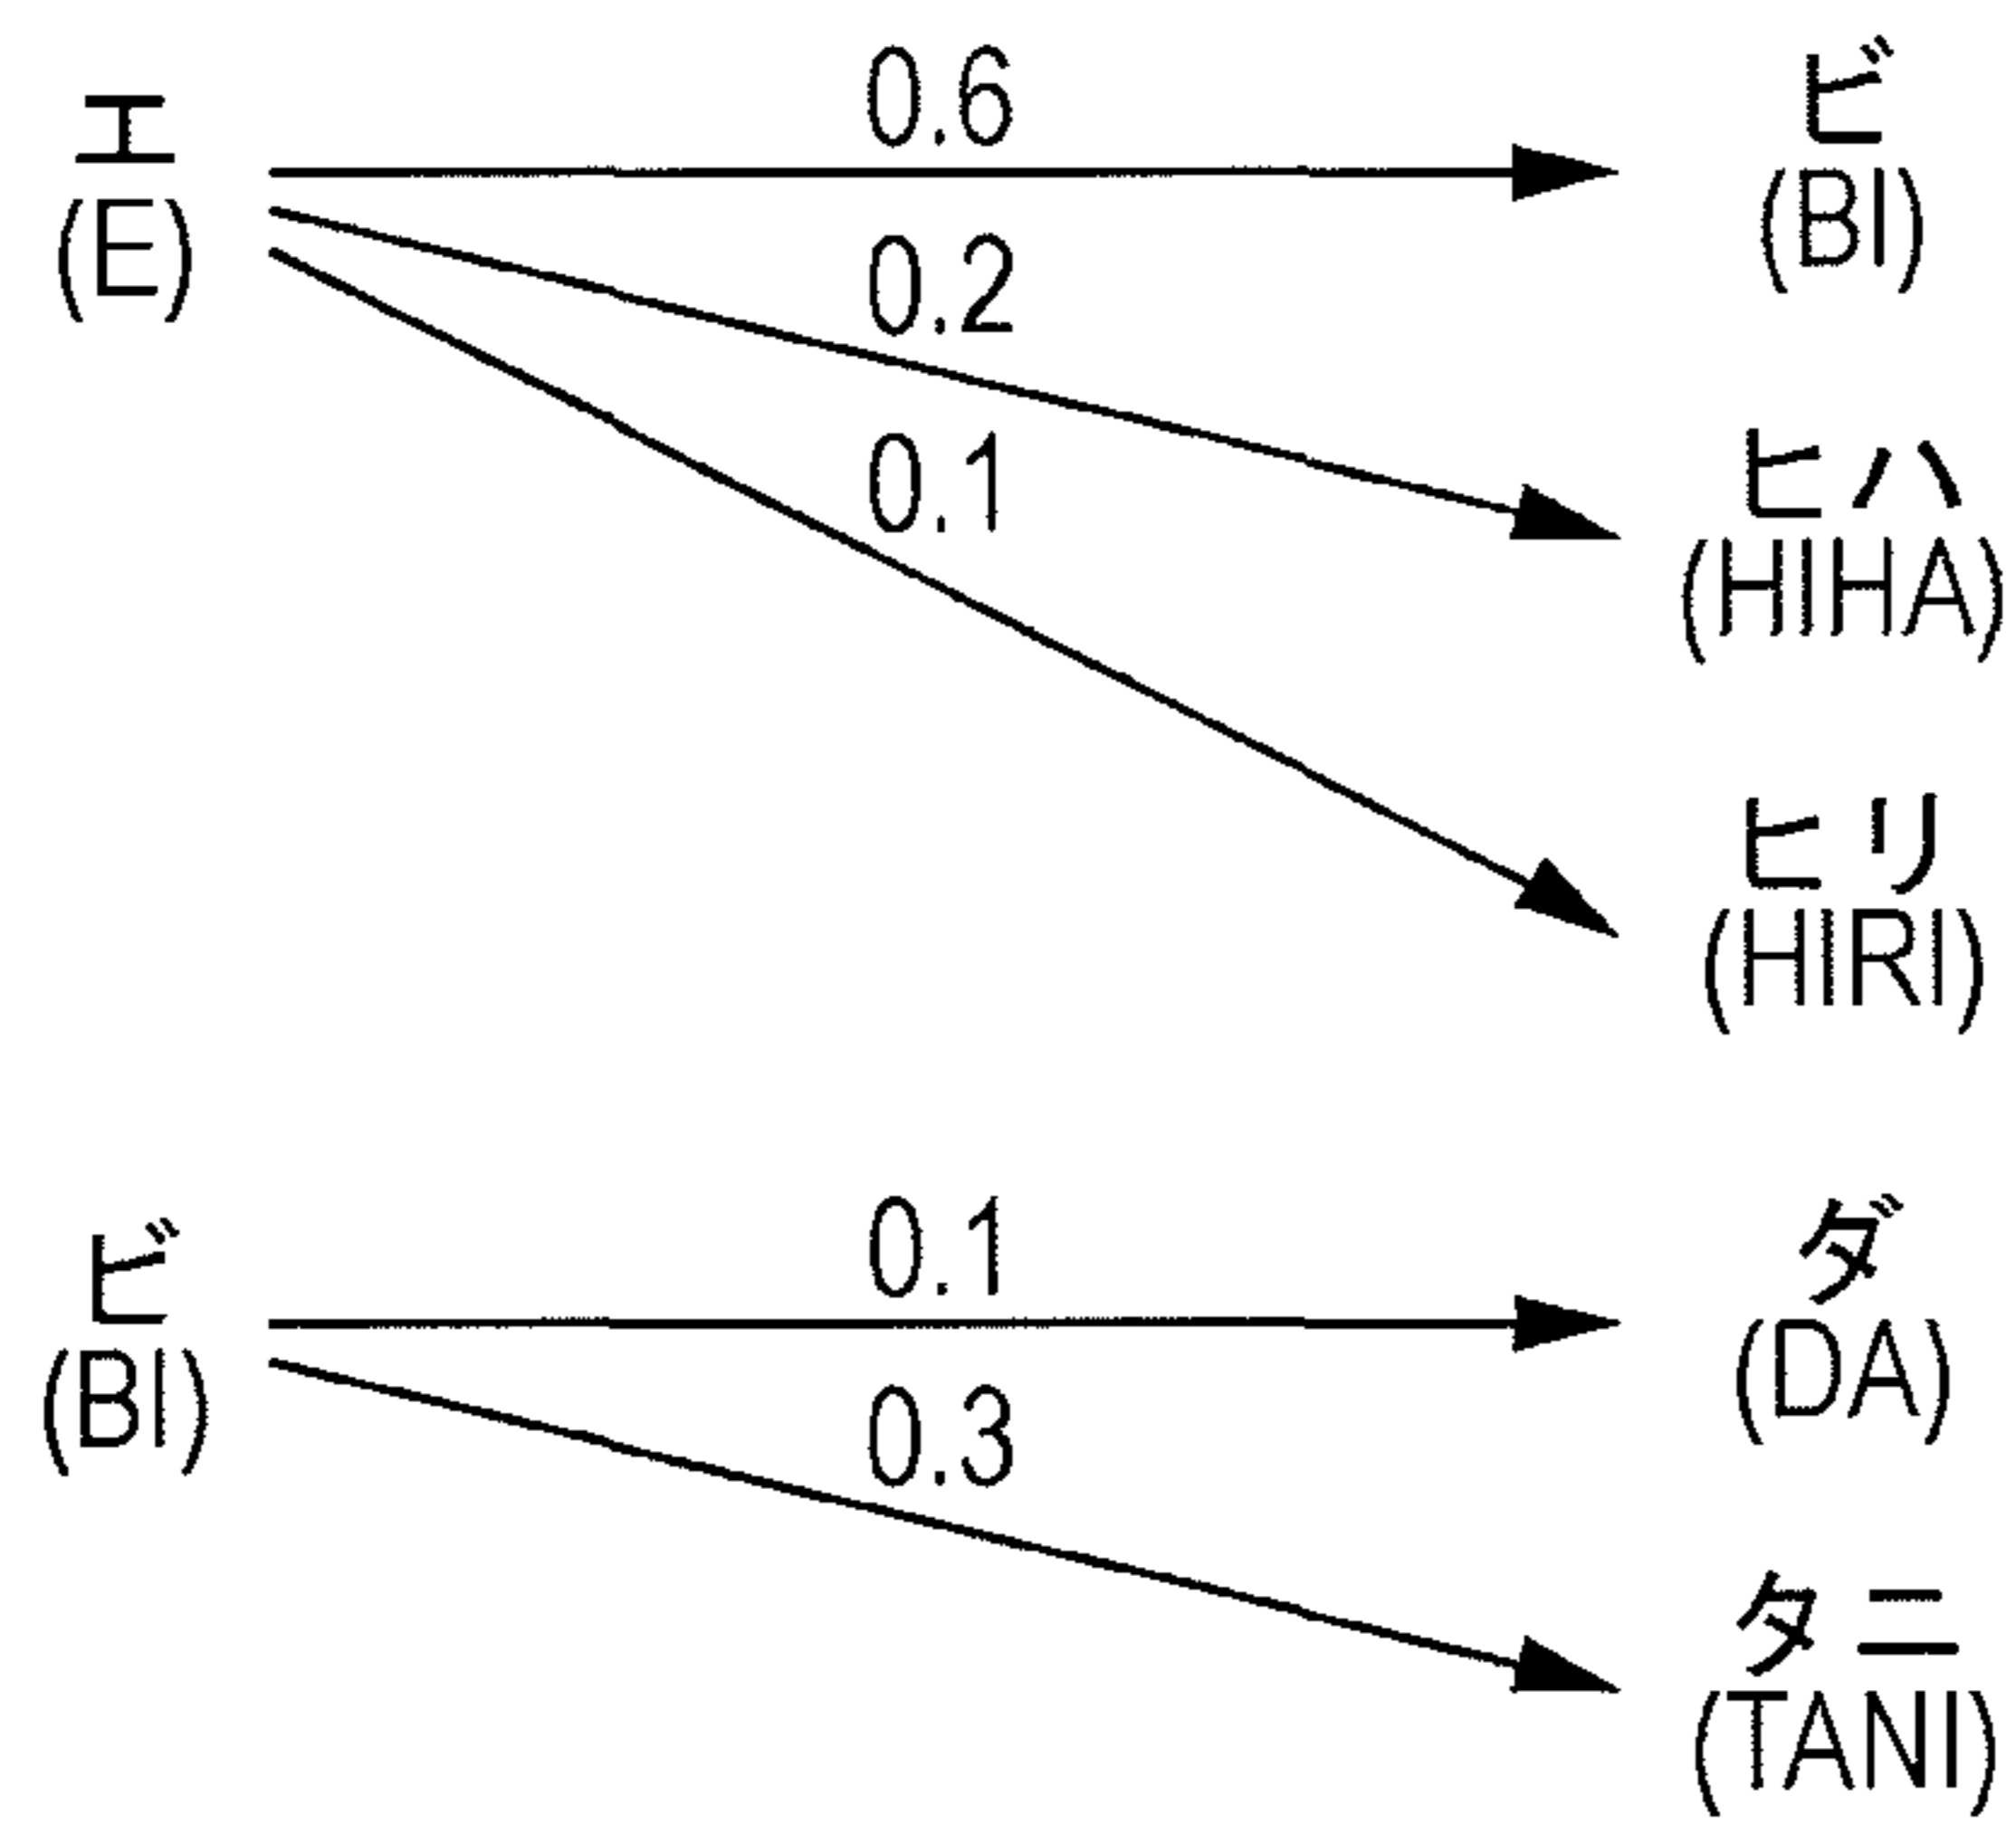 エ
(E)
0.6
ビ
(BI)
0.2
ヒハ
(HIHA)
0.1
ヒリ
(HIRI)
ビ
(BI)
0.1
ダ
(DA)
0.3
タニ
(TANI)